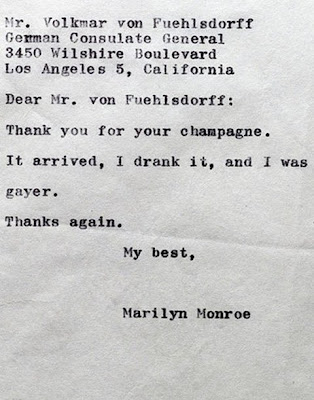 Mr. Volkmar von Fuehlsdorff
German Consulate General
3450 Wilshire Boulevard
Los Angeles 5, California
Dear Mr. von Fuehlsdorff:
Thank you for your champagne.
It arrived, I drank it, and I was
gayer.
Thanks again.
My best,
Marilyn Monroe